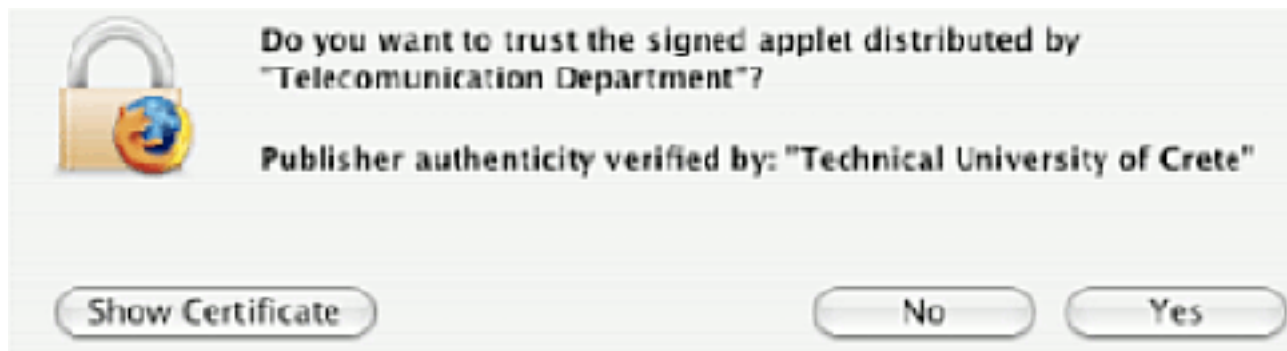 Do you want to trust the signed applet distributed by
"Telecomunication Department"?
Publisher authenticity verified by: "Technical University of Crete"
Show Certificate
No
Yes